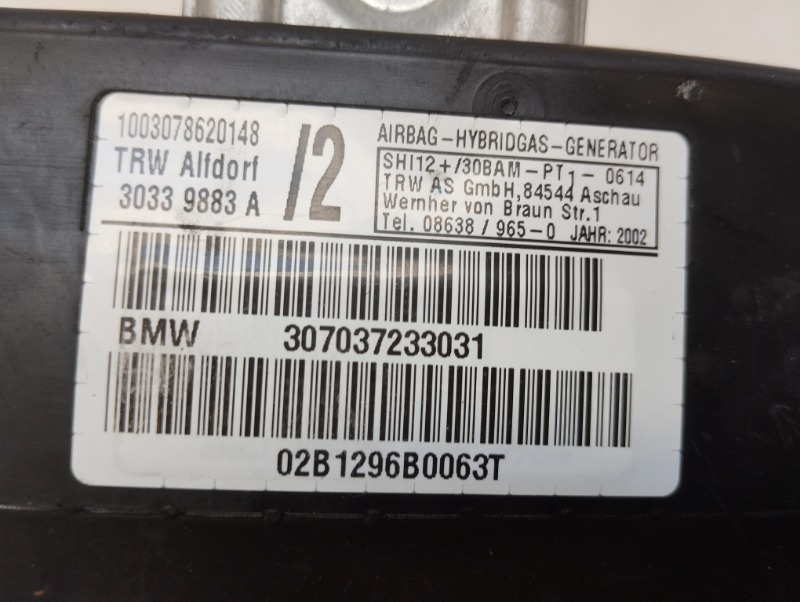 1003078620148
TRW Alfdorf
3033 9883 A
/2
AIRBAG-HYBRIDGAS-GENERATOR
SHI12+/30BAM-PT1-0614
TRW AS GmbH, 84544 Aschau
Wernher von Braun Str.1
Tel. 08638 / 965-0 JAHR: 2002
BMW 307037233031
02B1296B0063T